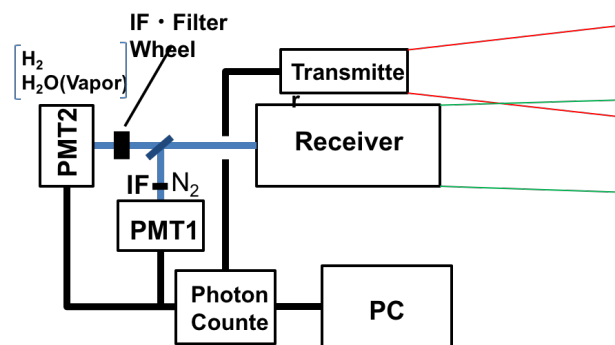 IF・Filter
Wheel
H2
H2O(Vapor)
Transmitte
r
Receiver
PMT2
IF
N2
PMT1
Photon
Counte
PC